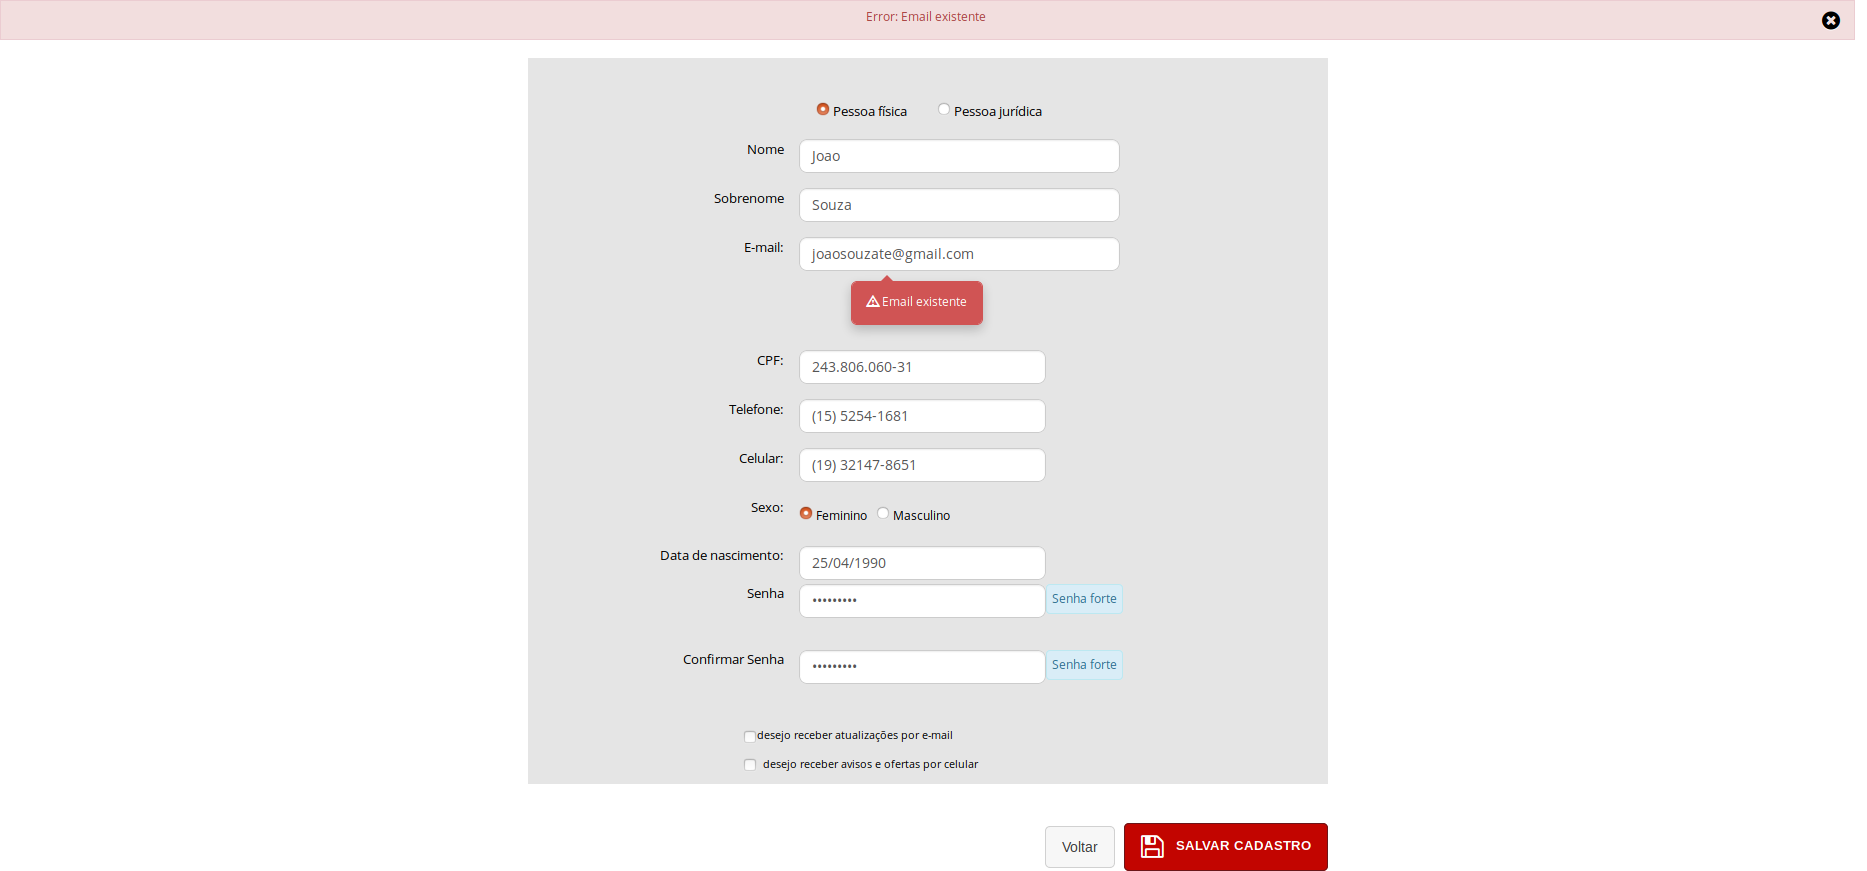 Error: Email existente
Pessoa física Pessoa jurídica
Nome Joao
Sobrenome Souza
E-mail: joaosouzate@gmail.com
Email existente
CPF: 243.806.060-31
Telefone: (15) 5254-1681
Celular: (19) 32147-8651
Sexo: Feminino Masculino
Data de nascimento: 25/04/1990
Senha ••••••••• Senha forte
Confirmar Senha ••••••••• Senha forte
desejo receber atualizações por e-mail
desejo receber avisos e ofertas por celular
Voltar SALVAR CADASTRO